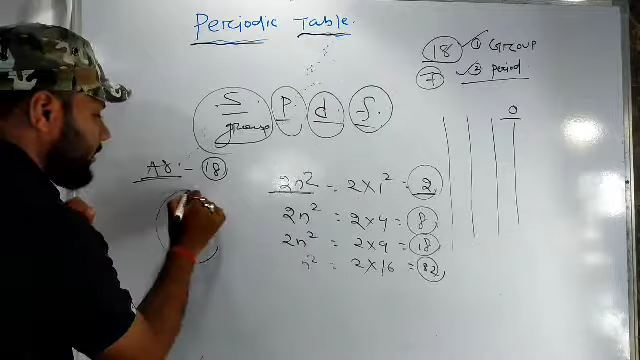 Periodic Table
18 ① Group
7 ② period
S P d f
group
0
Ar :- 18
2n² = 2×1² = 2
2n² = 2×4 = 8
2n² = 2×9 = 18
n² = 2×16 = 32